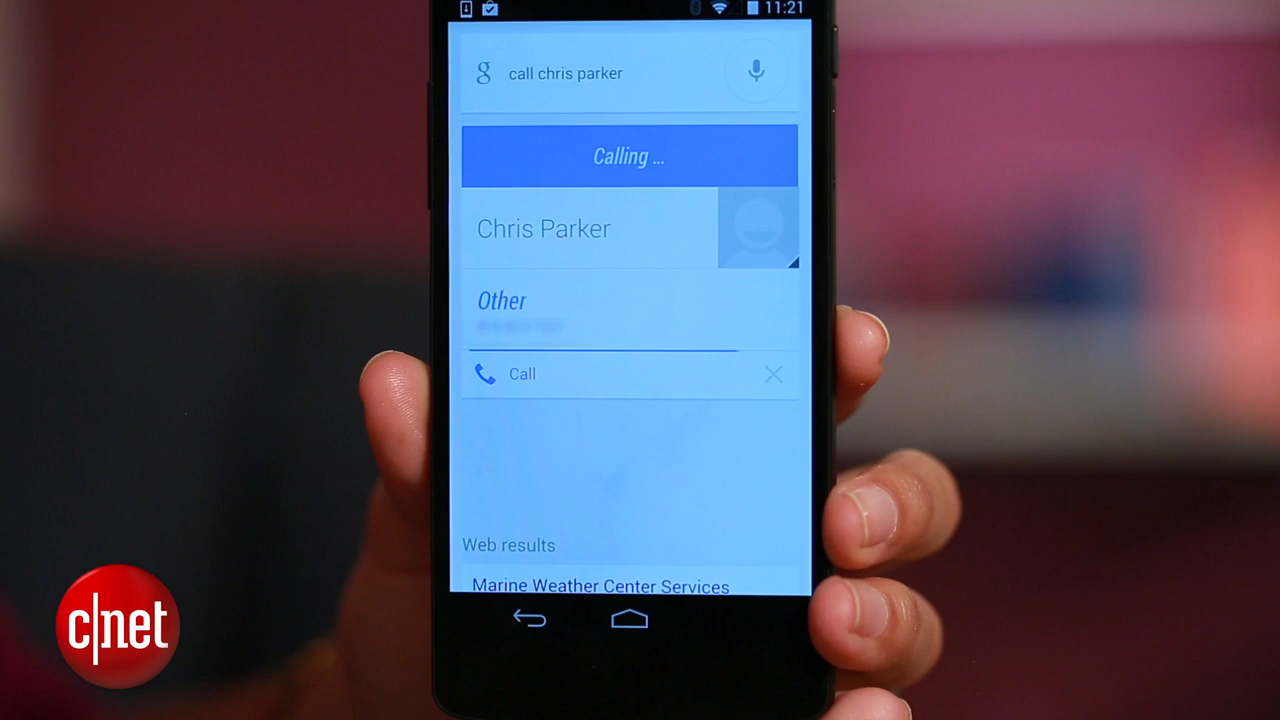 11:21
g call chris parker
Calling ...
Chris Parker
Other
Call
Web results
Marine Weather Center Services
c|net